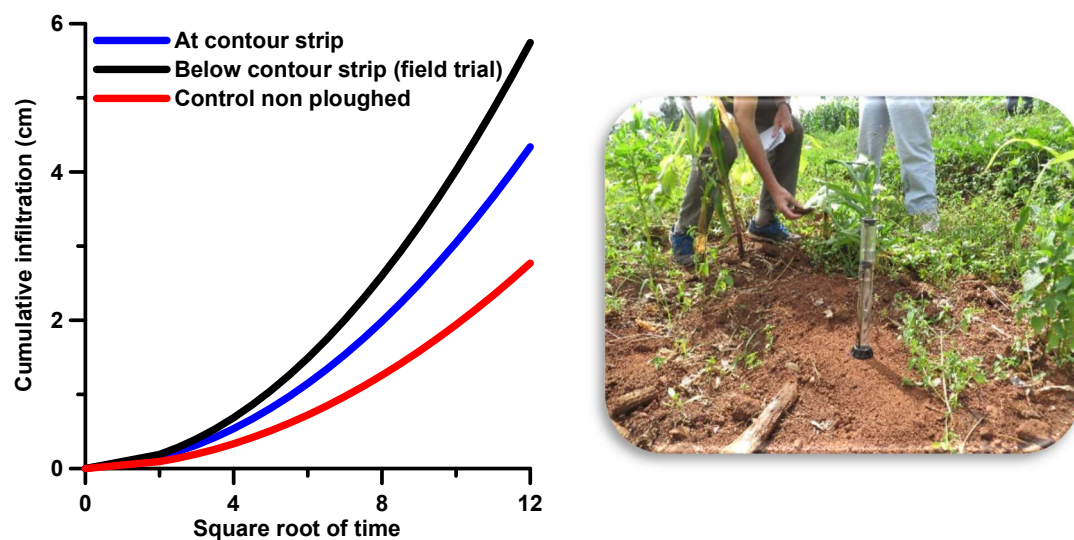 6
At contour strip
Below contour strip (field trial)
Control non ploughed
4
2
0
Cumulative infiltration (cm)
0 4 8 12
Square root of time